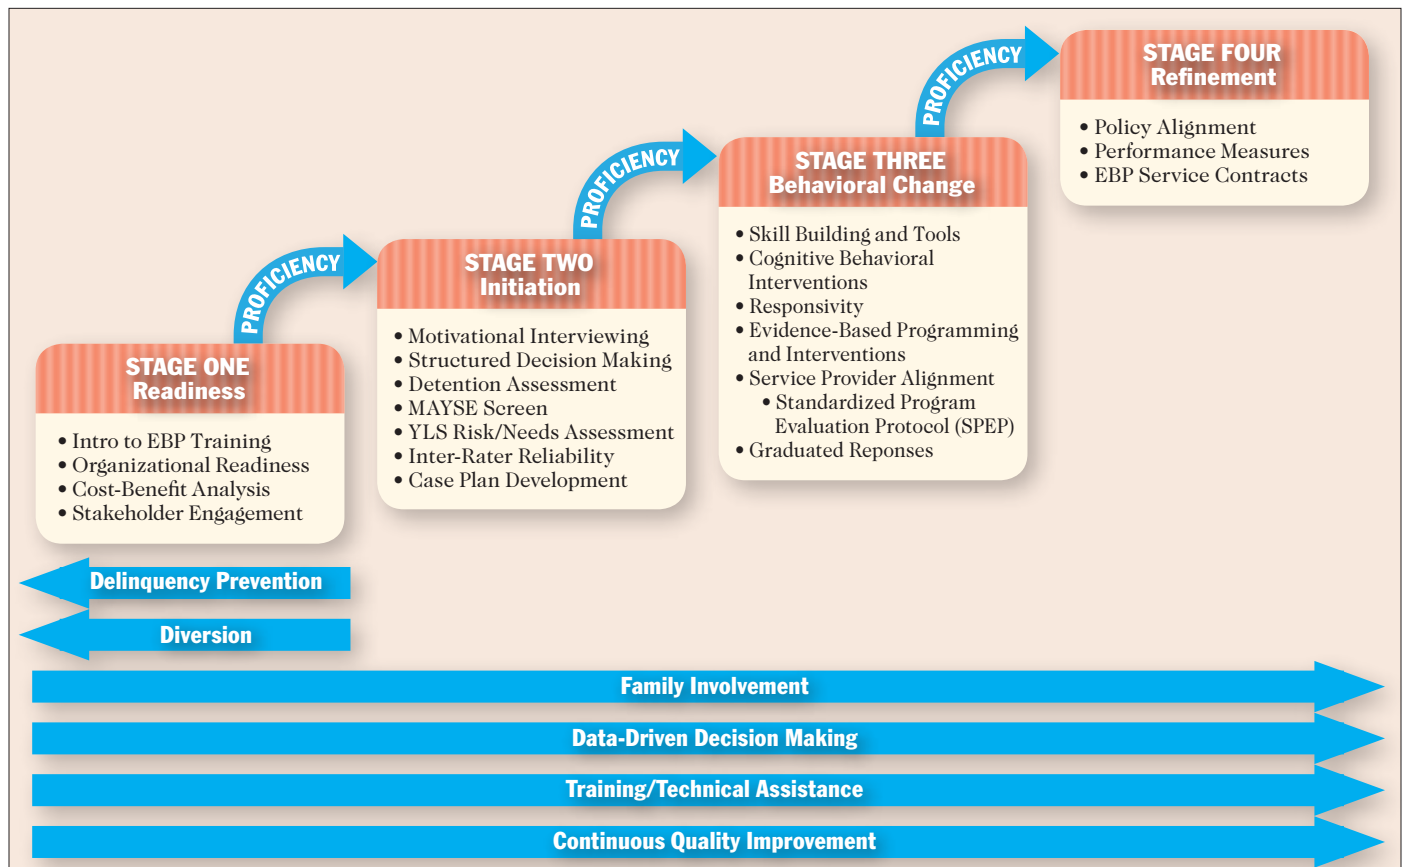 STAGE ONE
Readiness
• Intro to EBP Training
• Organizational Readiness
• Cost-Benefit Analysis
• Stakeholder Engagement
PROFICIENCY
STAGE TWO
Initiation
• Motivational Interviewing
• Structured Decision Making
• Detention Assessment
• MAYSE Screen
• YLS Risk/Needs Assessment
• Inter-Rater Reliability
• Case Plan Development
PROFICIENCY
STAGE THREE
Behavioral Change
• Skill Building and Tools
• Cognitive Behavioral
Interventions
• Responsivity
• Evidence-Based Programming
and Interventions
• Service Provider Alignment
• Standardized Program
Evaluation Protocol (SPEP)
• Graduated Reponses
PROFICIENCY
STAGE FOUR
Refinement
• Policy Alignment
• Performance Measures
• EBP Service Contracts
Delinquency Prevention
Diversion
Family Involvement
Data-Driven Decision Making
Training/Technical Assistance
Continuous Quality Improvement